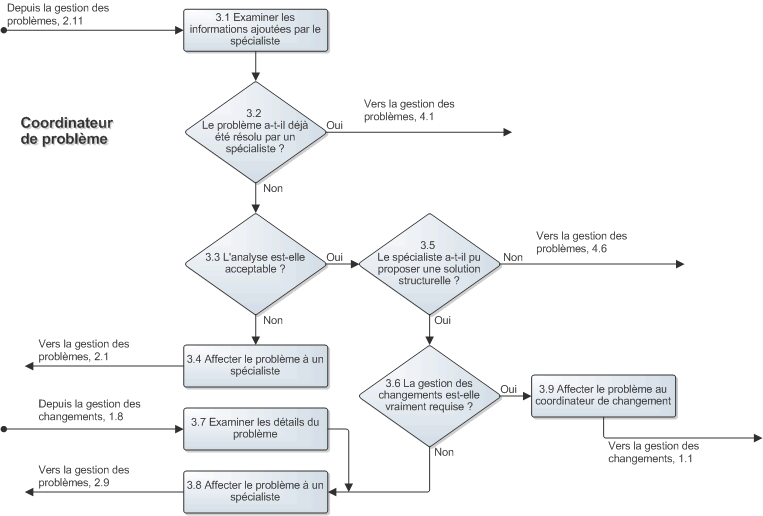 Depuis la gestion des
problèmes, 2.11
3.1 Examiner les
informations ajoutées par le
spécialiste
Coordinateur
de problème
3.2
Le problème a-t-il déjà
été résolu par un
spécialiste ?
Oui
Vers la gestion des
problèmes, 4.1
Non
3.3 L'analyse est-elle
acceptable ?
Oui
3.5
Le spécialiste a-t-il pu
proposer une solution
structurelle ?
Non
Vers la gestion des
problèmes, 4.6
Non
Oui
Vers la gestion des
problèmes, 2.1
3.4 Affecter le problème à un
spécialiste
3.6 La gestion des
changements est-elle
vraiment requise ?
Oui
3.9 Affecter le problème au
coordinateur de changement
Depuis la gestion des
changements, 1.8
3.7 Examiner les détails du
problème
Non
Vers la gestion des
changements, 1.1
Vers la gestion des
problèmes, 2.9
3.8 Affecter le problème à un
spécialiste